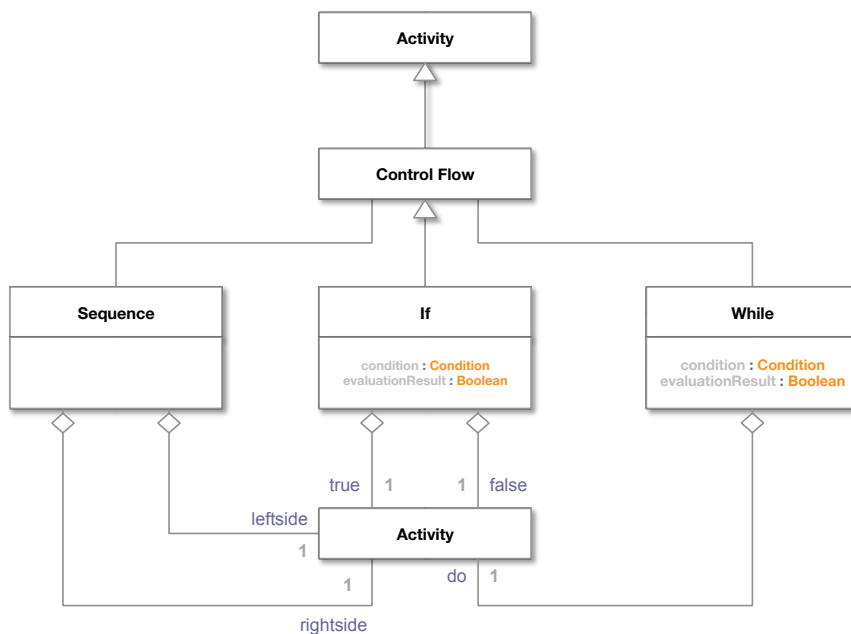 Activity
Control Flow
Sequence
If
While
condition : Condition
evaluationResult : Boolean
condition : Condition
evaluationResult : Boolean
true
1
1
false
leftside
1
Activity
1
do
1
rightside